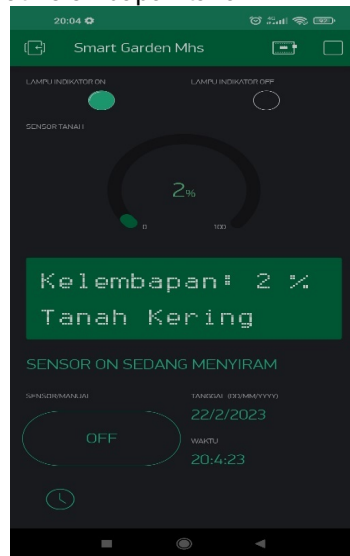 20:04
Smart Garden Mhs
LAMPU INDIKATOR ON
LAMPU INDIKATOR OFF
SENSOR TANAH
2%
0
100
Kelembapan: 2 %
Tanah Kering
SENSOR ON SEDANG MENYIRAM
SENSOR/MANUAL
OFF
TANGGAL (DD/MM/YYYY)
22/2/2023
WAKTU
20:4:23